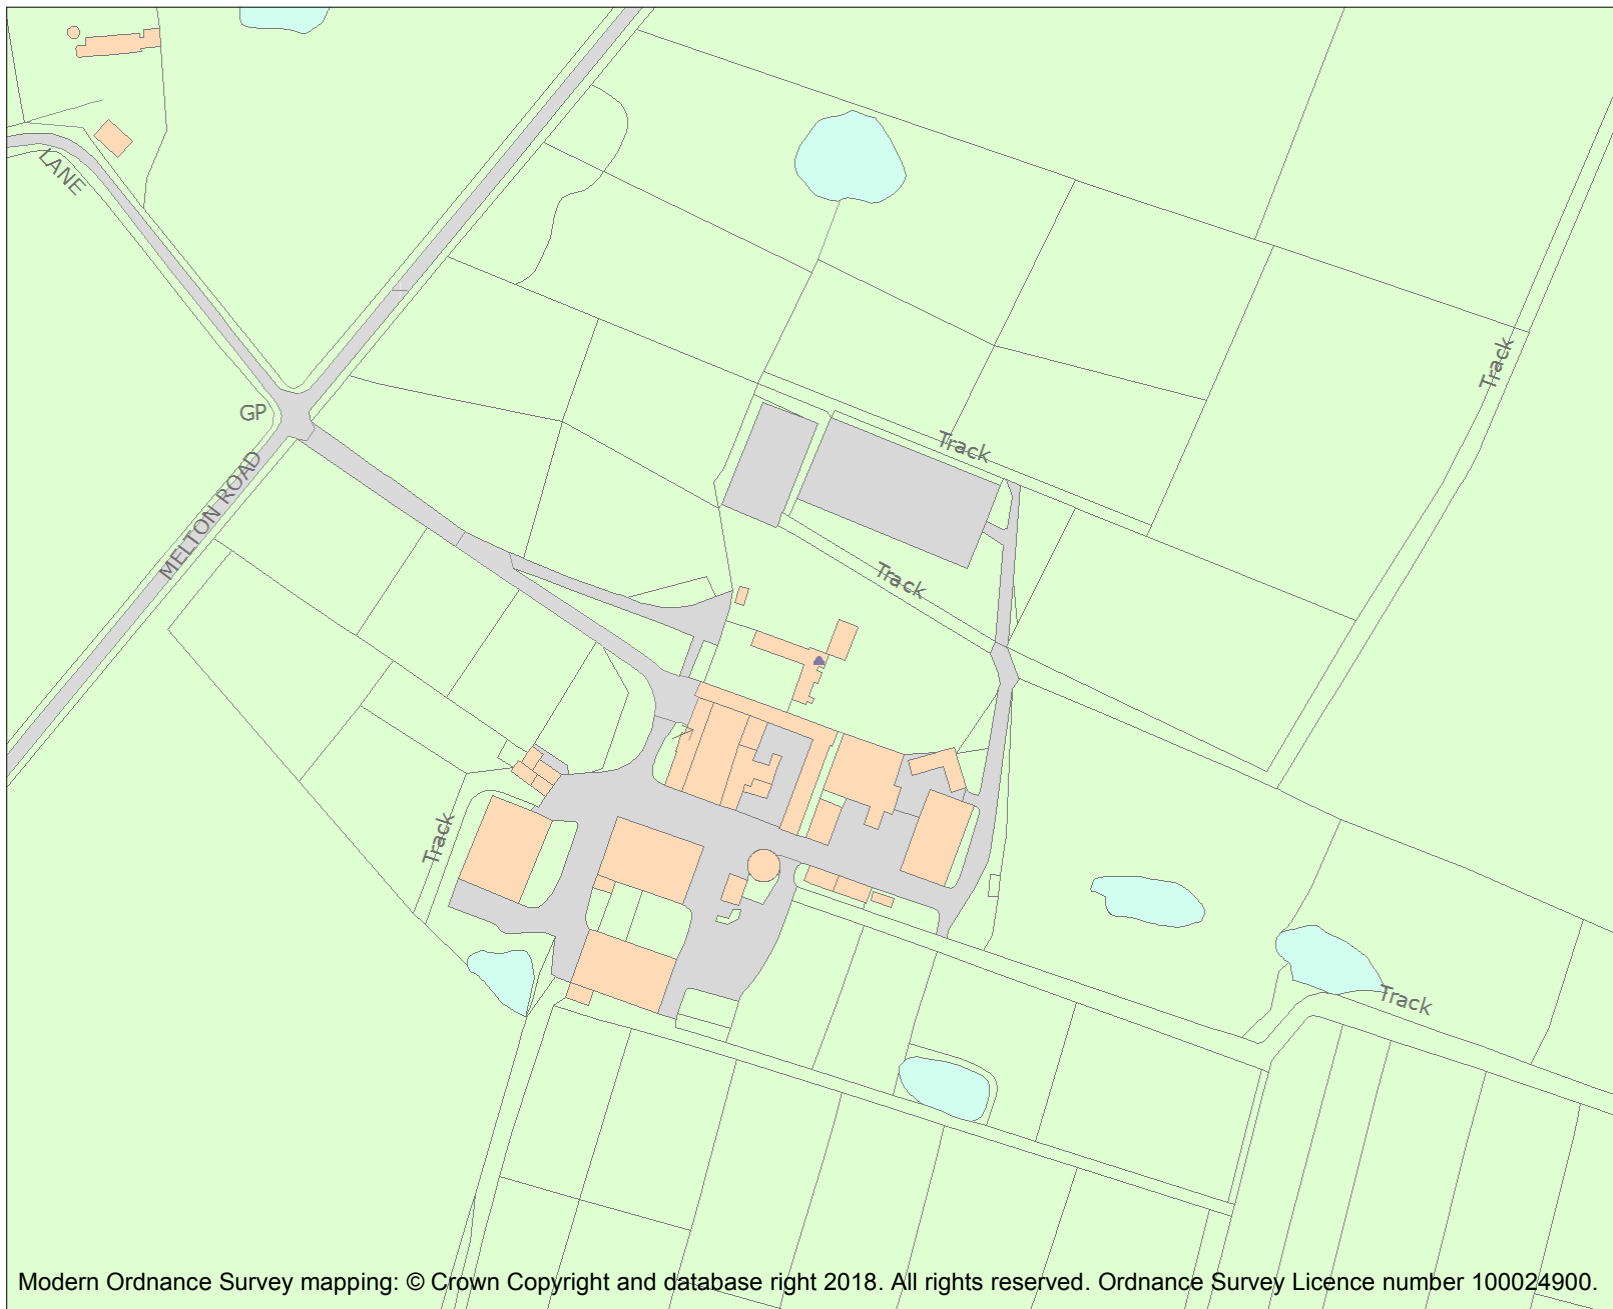 LANE
Track
GP
Track
MELTON ROAD
Track
Track
Track
Modern Ordnance Survey mapping: © Crown Copyright and database right 2018. All rights reserved. Ordnance Survey Licence number 100024900.